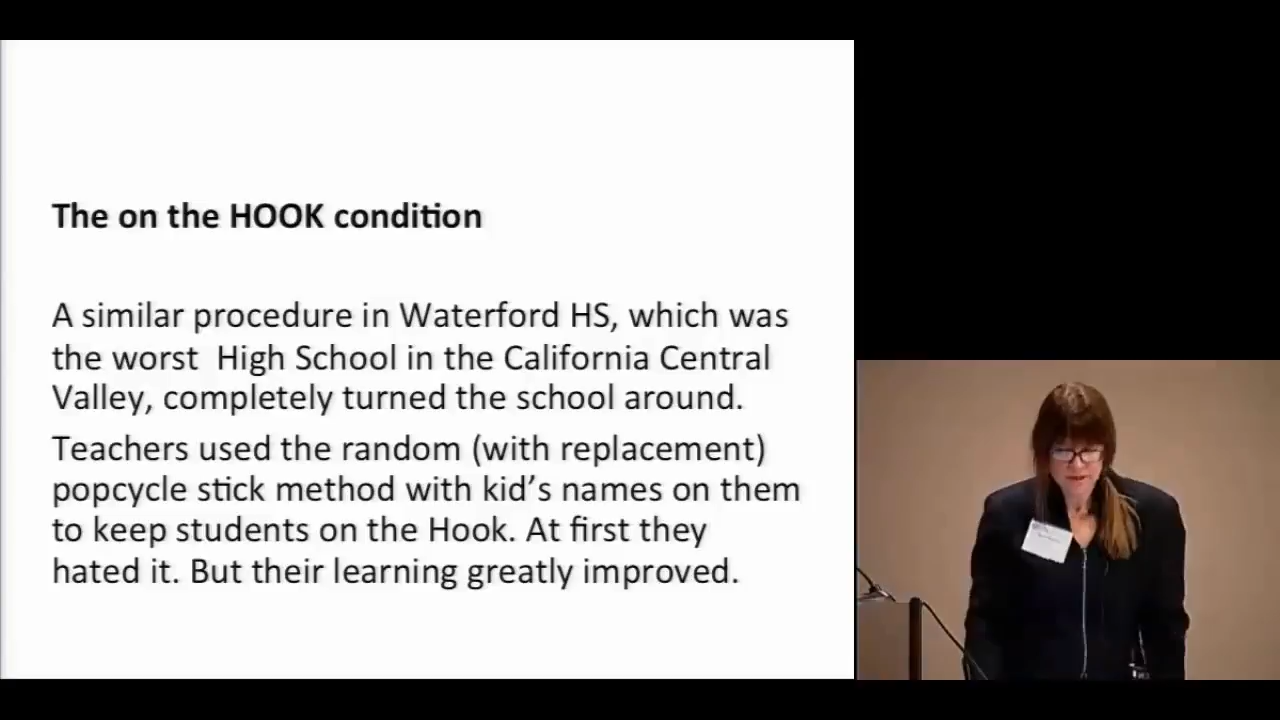 The on the HOOK condition
A similar procedure in Waterford HS, which was
the worst  High School in the California Central
Valley, completely turned the school around.
Teachers used the random (with replacement)
popcycle stick method with kid’s names on them
to keep students on the Hook. At first they
hated it. But their learning greatly improved.